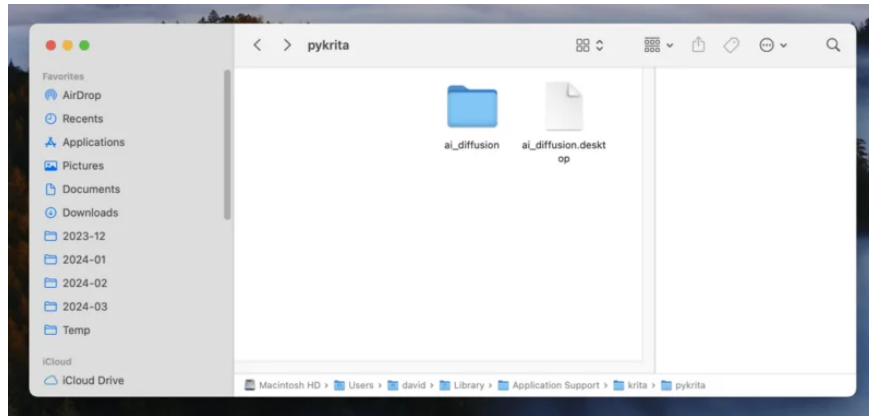 pykrita
Favorites
AirDrop
Recents
Applications
Pictures
Documents
Downloads
2023-12
2024-01
2024-02
2024-03
Temp
iCloud
iCloud Drive
ai_diffusion
ai_diffusion.deskt
op
Macintosh HD › Users › david › Library › Application Support › krita › pykrita